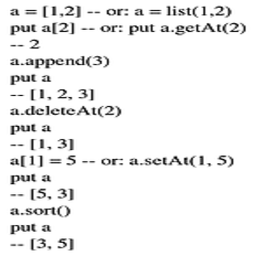 a = [1,2] -- or: a = list(1,2)
put a[2] -- or: put a.getAt(2)
-- 2
a.append(3)
put a
-- [1, 2, 3]
a.deleteAt(2)
put a
-- [1, 3]
a[1] = 5 -- or: a.setAt(1, 5)
put a
-- [5, 3]
a.sort()
put a
-- [3, 5]